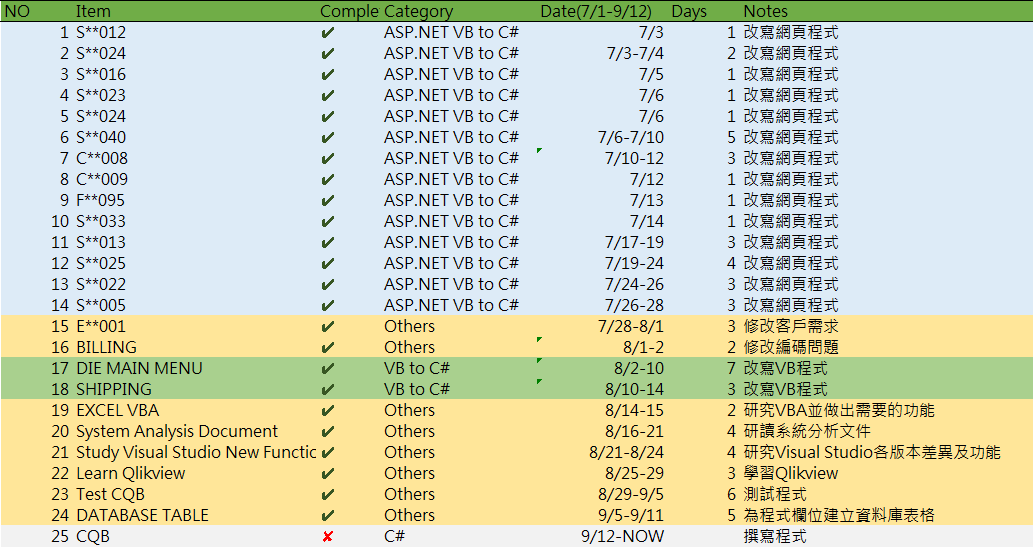 NO Item Comple Category Date(7/1-9/12) Days Notes
1 S**012 ✔ ASP.NET VB to C# 7/3 1 改寫網頁程式
2 S**024 ✔ ASP.NET VB to C# 7/3-7/4 2 改寫網頁程式
3 S**016 ✔ ASP.NET VB to C# 7/5 1 改寫網頁程式
4 S**023 ✔ ASP.NET VB to C# 7/6 1 改寫網頁程式
5 S**024 ✔ ASP.NET VB to C# 7/6 1 改寫網頁程式
6 S**040 ✔ ASP.NET VB to C# 7/6-7/10 5 改寫網頁程式
7 C**008 ✔ ASP.NET VB to C# 7/10-12 3 改寫網頁程式
8 C**009 ✔ ASP.NET VB to C# 7/12 1 改寫網頁程式
9 F**095 ✔ ASP.NET VB to C# 7/13 1 改寫網頁程式
10 S**033 ✔ ASP.NET VB to C# 7/14 1 改寫網頁程式
11 S**013 ✔ ASP.NET VB to C# 7/17-19 3 改寫網頁程式
12 S**025 ✔ ASP.NET VB to C# 7/19-24 4 改寫網頁程式
13 S**022 ✔ ASP.NET VB to C# 7/24-26 3 改寫網頁程式
14 S**005 ✔ ASP.NET VB to C# 7/26-28 3 改寫網頁程式
15 E**001 ✔ Others 7/28-8/1 3 修改客戶需求
16 BILLING ✔ Others 8/1-2 2 修改編碼問題
17 DIE MAIN MENU ✔ VB to C# 8/2-10 7 改寫VB程式
18 SHIPPING ✔ VB to C# 8/10-14 3 改寫VB程式
19 EXCEL VBA ✔ Others 8/14-15 2 研究VBA並做出需要的功能
20 System Analysis Document ✔ Others 8/16-21 4 研讀系統分析文件
21 Study Visual Studio New Functic ✔ Others 8/21-8/24 4 研究Visual Studio各版本差異及功能
22 Learn Qlikview ✔ Others 8/25-29 3 學習Qlikview
23 Test CQB ✔ Others 8/29-9/5 6 測試程式
24 DATABASE TABLE ✔ Others 9/5-9/11 5 為程式欄位建立資料庫表格
25 CQB ✘ C# 9/12-NOW 撰寫程式